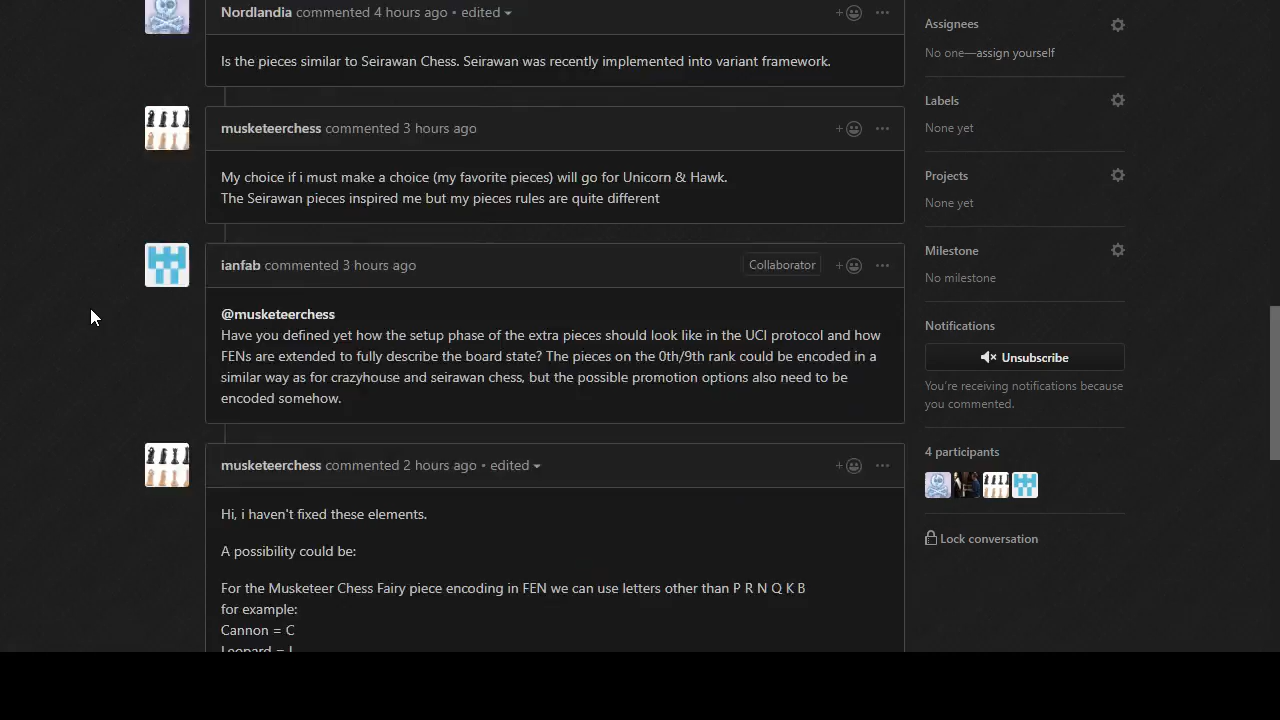 Nordlandia commented 4 hours ago • edited
Is the pieces similar to Seirawan Chess. Seirawan was recently implemented into variant framework.
musketeerchess commented 3 hours ago
My choice if i must make a choice (my favorite pieces) will go for Unicorn & Hawk.
The Seirawan pieces inspired me but my pieces rules are quite different
ianfab commented 3 hours ago
Collaborator
@musketeerchess
Have you defined yet how the setup phase of the extra pieces should look like in the UCI protocol and how
FENs are extended to fully describe the board state? The pieces on the 0th/9th rank could be encoded in a
similar way as for crazyhouse and seirawan chess, but the possible promotion options also need to be
encoded somehow.
musketeerchess commented 2 hours ago • edited
Hi, i haven't fixed these elements.
A possibility could be:
For the Musketeer Chess Fairy piece encoding in FEN we can use letters other than P R N Q K B
for example:
Cannon = C
Leopard = L
Assignees
No one—assign yourself
Labels
None yet
Projects
None yet
Milestone
No milestone
Notifications
Unsubscribe
You're receiving notifications because
you commented.
4 participants
Lock conversation